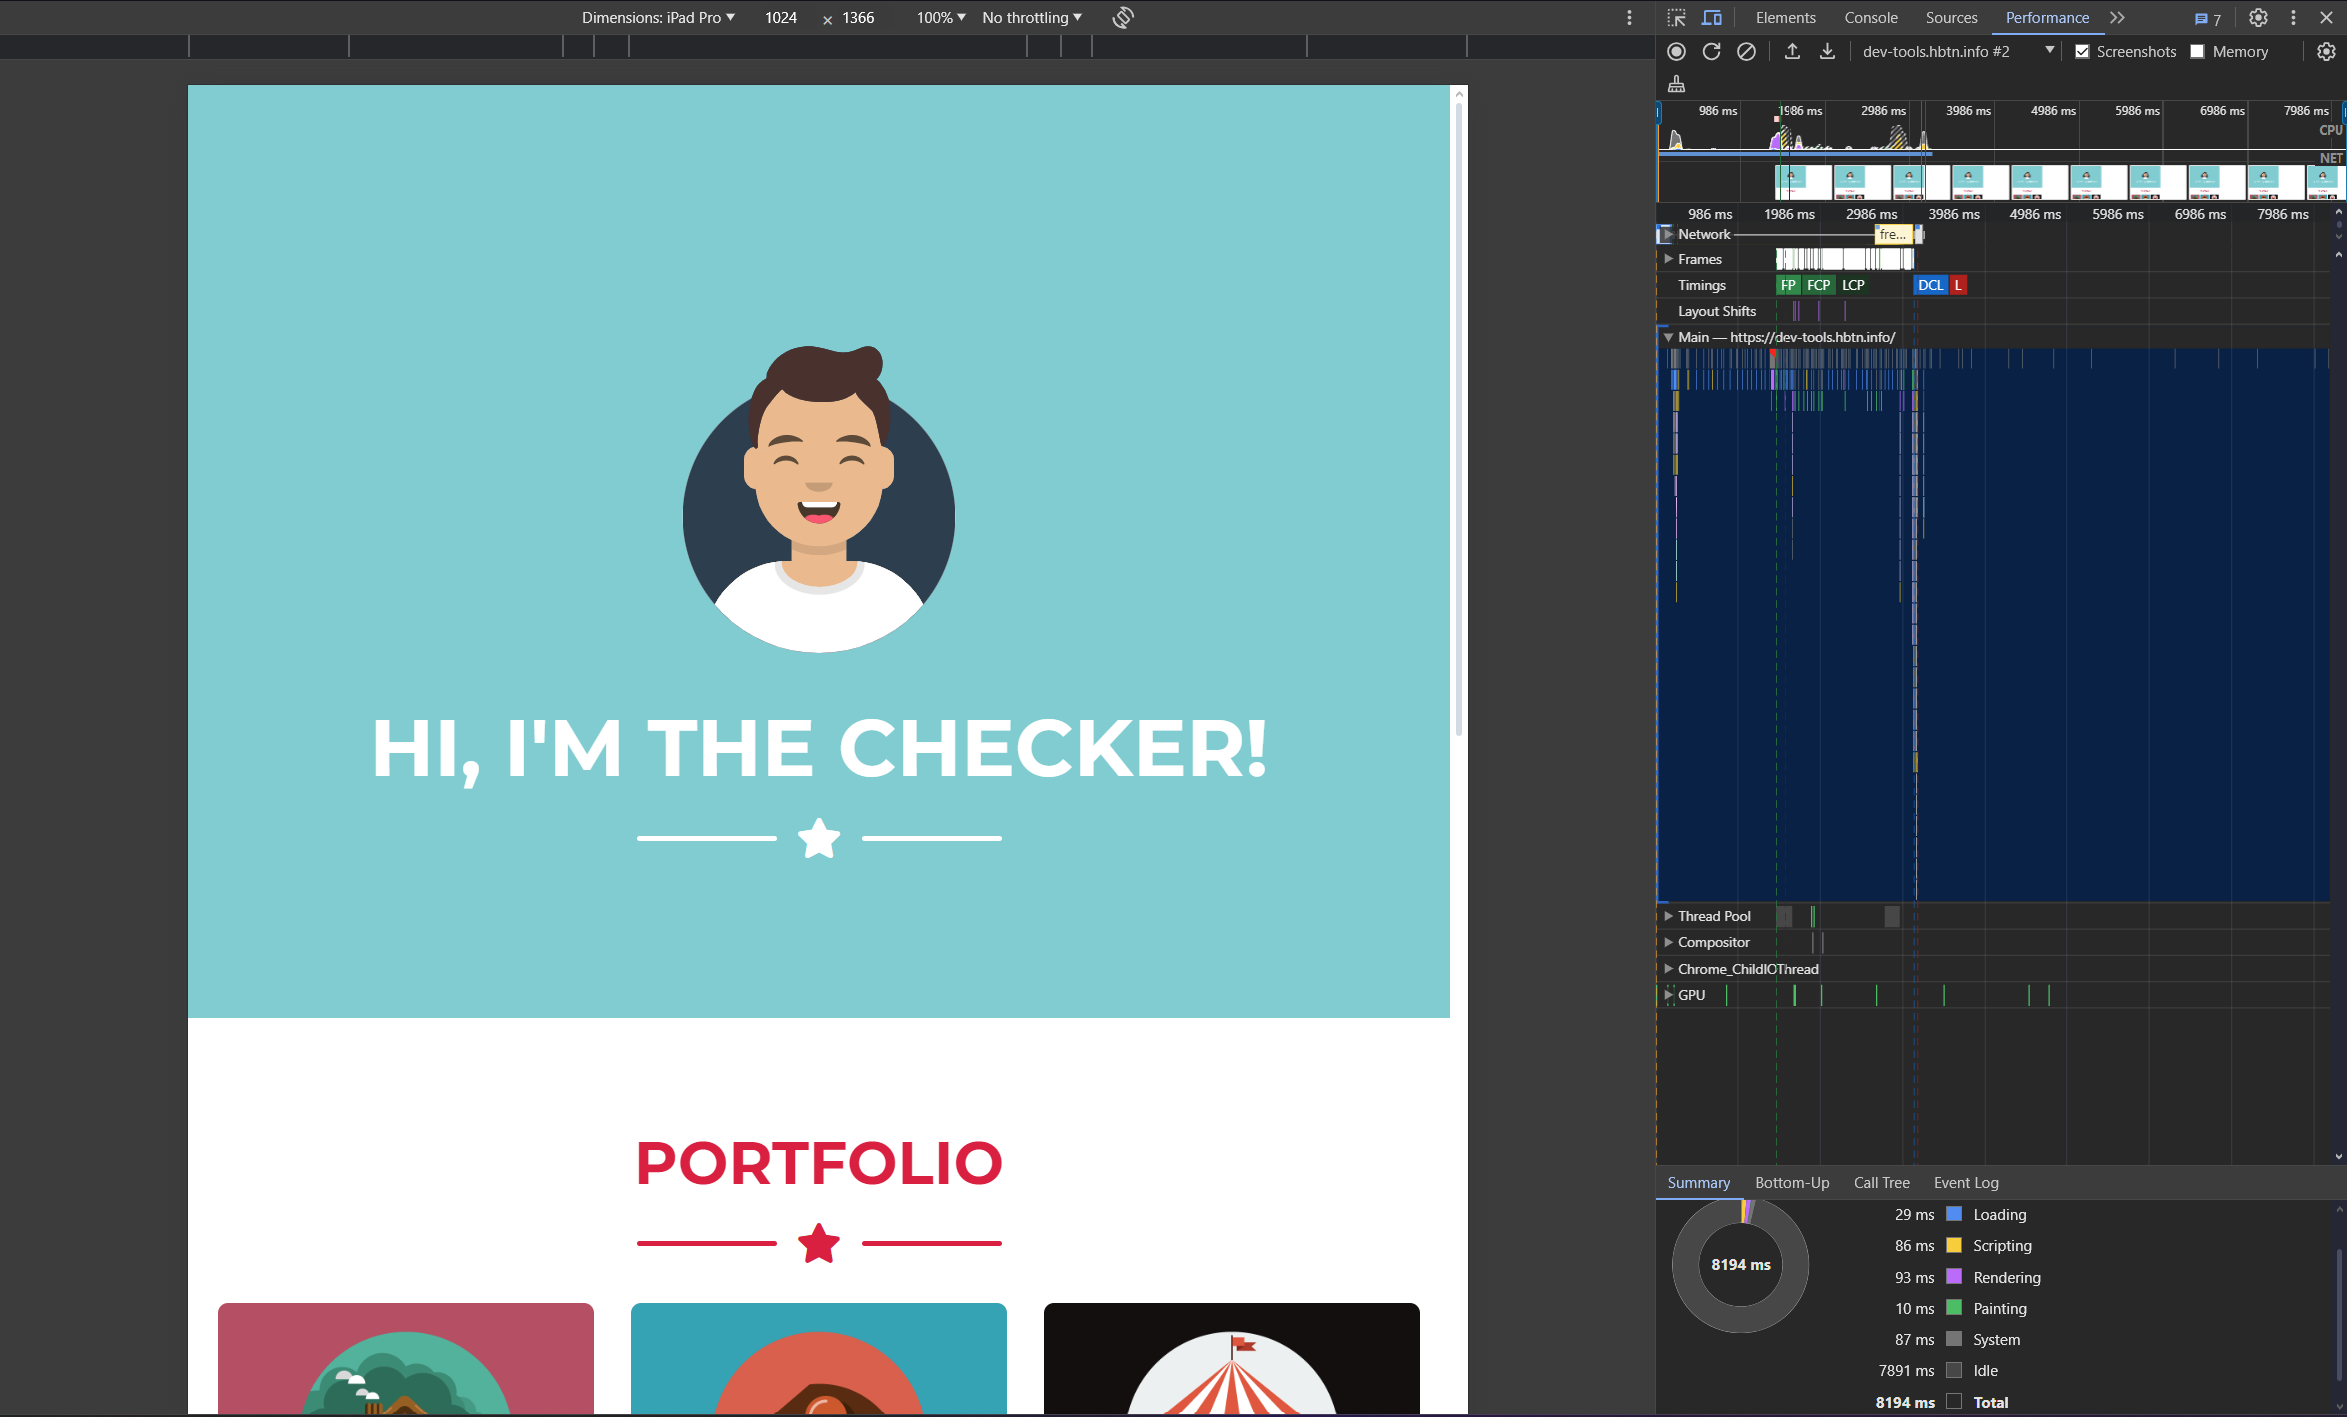 Dimensions: iPad Pro ▼ 1024 × 1366 100% ▼ No throttling ▼
Elements Console Sources Performance 7
dev-tools.hbtn.info #2 Screenshots Memory
986 ms 1986 ms 2986 ms 3986 ms 4986 ms 5986 ms 6986 ms 7986 ms
CPU
NET
986 ms 1986 ms 2986 ms 3986 ms 4986 ms 5986 ms 6986 ms 7986 ms
Network fre...
Frames
Timings FP FCP LCP DCL L
Layout Shifts
Main — https://dev-tools.hbtn.info/
Thread Pool
Compositor
Chrome_ChildIOThread
GPU
Summary Bottom-Up Call Tree Event Log
8194 ms
29 ms Loading
86 ms Scripting
93 ms Rendering
10 ms Painting
87 ms System
7891 ms Idle
8194 ms Total
HI, I'M THE CHECKER!
PORTFOLIO